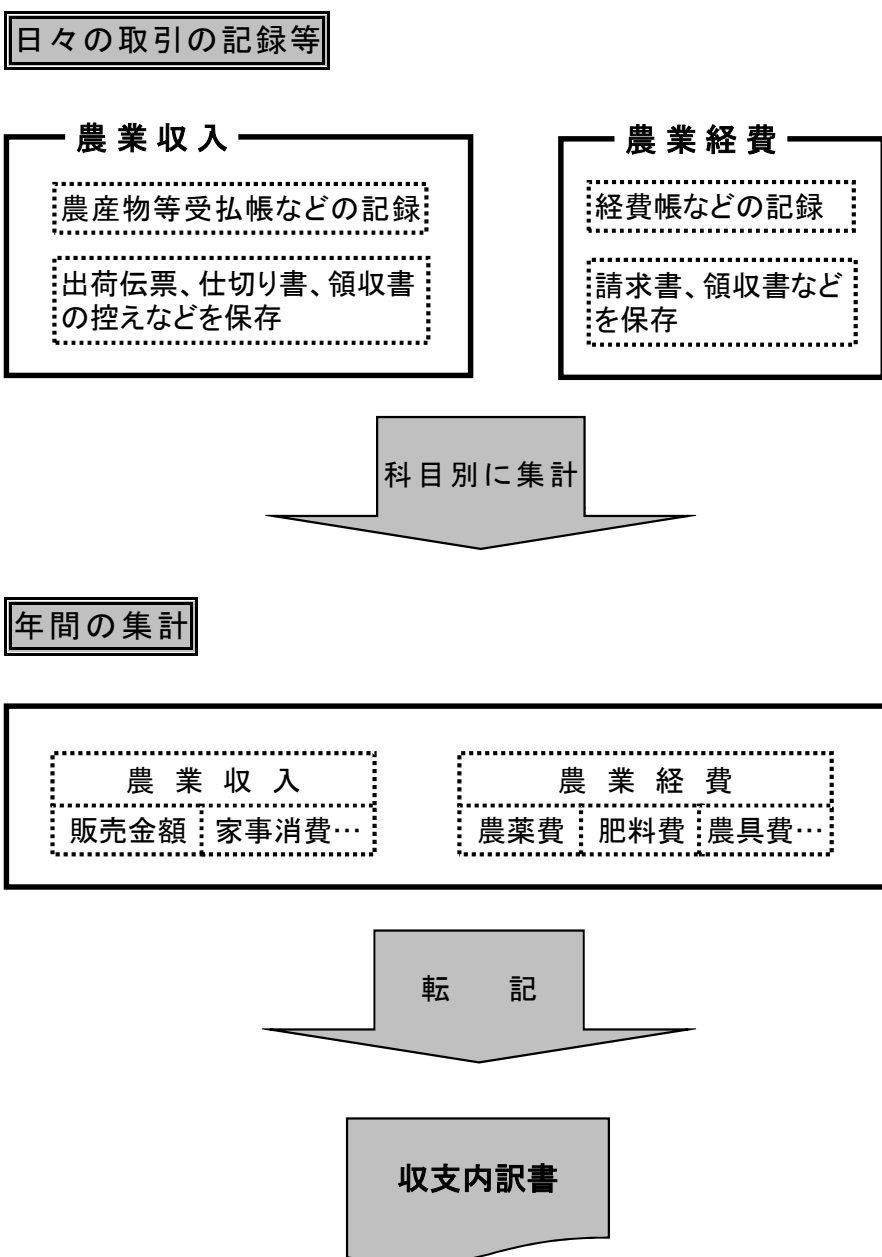 日々の取引の記録等
農業収入
農産物等受払帳などの記録
出荷伝票、仕切り書、領収書
の控えなどを保存
農業経費
経費帳などの記録
請求書、領収書など
を保存
科目別に集計
年間の集計
農業収入
販売金額 家事消費…
農業経費
農薬費 肥料費 農具費…
転 記
収支内訳書